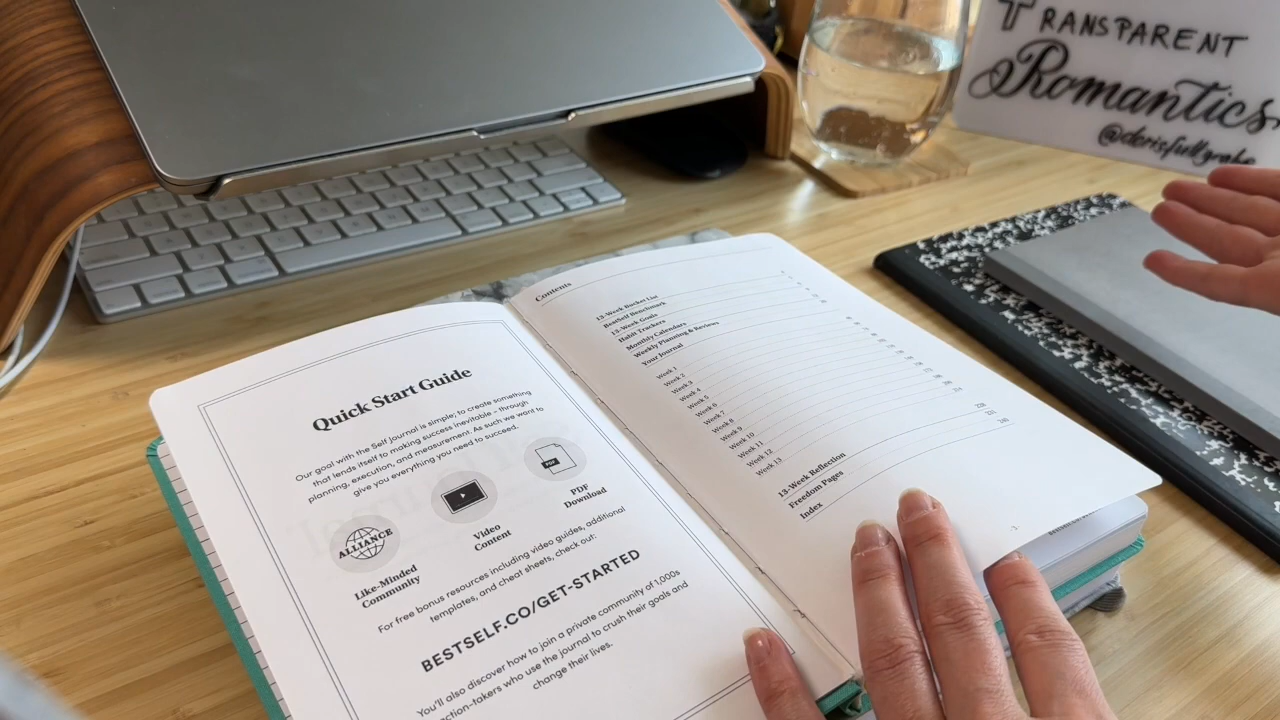 TRANSPARENT
Romantics
@dorisfullgrabe
Quick Start Guide
Our goal with the Self Journal is simple; to create something
that lends itself to making success inevitable - through
planning, execution, and measurement. As such we want to
give you everything you need to succeed.
ALLIANCE
Like-Minded
Community
Video
Content
PDF
PDF
Download
For free bonus resources including video guides, additional
templates, and cheat sheets, check out:
BESTSELF.CO/GET-STARTED
You'll also discover how to join a private community of 1,000s
action-takers who use the journal to crush their goals and
change their lives.
Contents
13-Week Bucket List
BestSelf Benchmark
13-Week Goals
Habit Trackers
Monthly Calendars
Weekly Planning & Reviews
Your Journal
Week 1
Week 2
Week 3
Week 4
Week 5
Week 6
Week 7
Week 8
Week 9
Week 10
Week 11
Week 12
Week 13
13-Week Reflection
Freedom Pages
Index